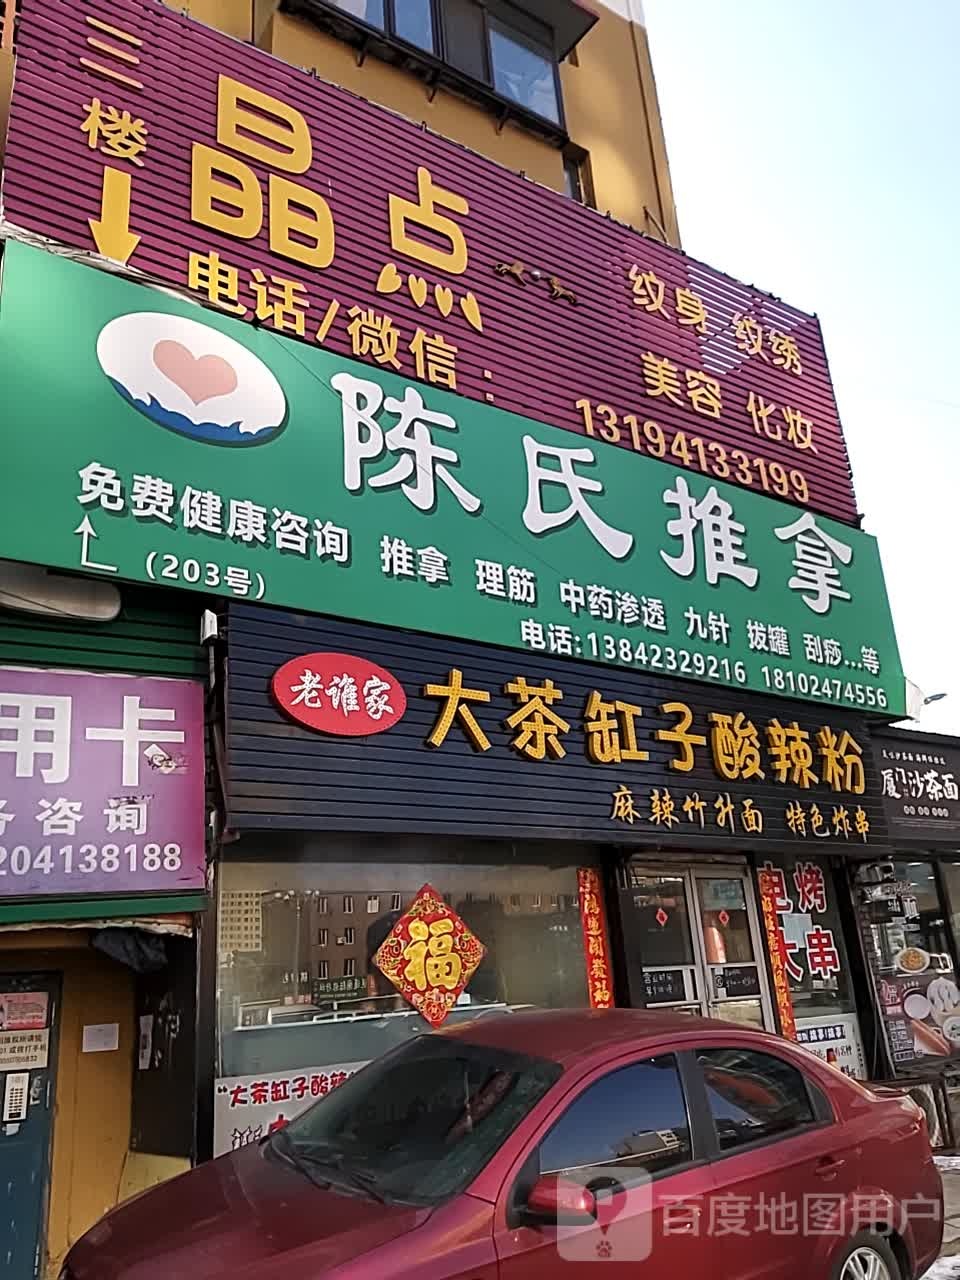 三楼
晶点
电话/微信：
纹身 纹绣
美容 化妆
13194133199
陈氏推拿
免费健康咨询 推拿 理筋 中药渗透 九针 拔罐 刮痧...等
(203号)
电话:13842329216 18102474556
老谁家
大茶缸子酸辣粉
麻辣竹升面 特色炸串
用卡
咨询
204138188
厦门沙茶面
福
电烤
大串
"大茶缸子酸辣
百度地图用户